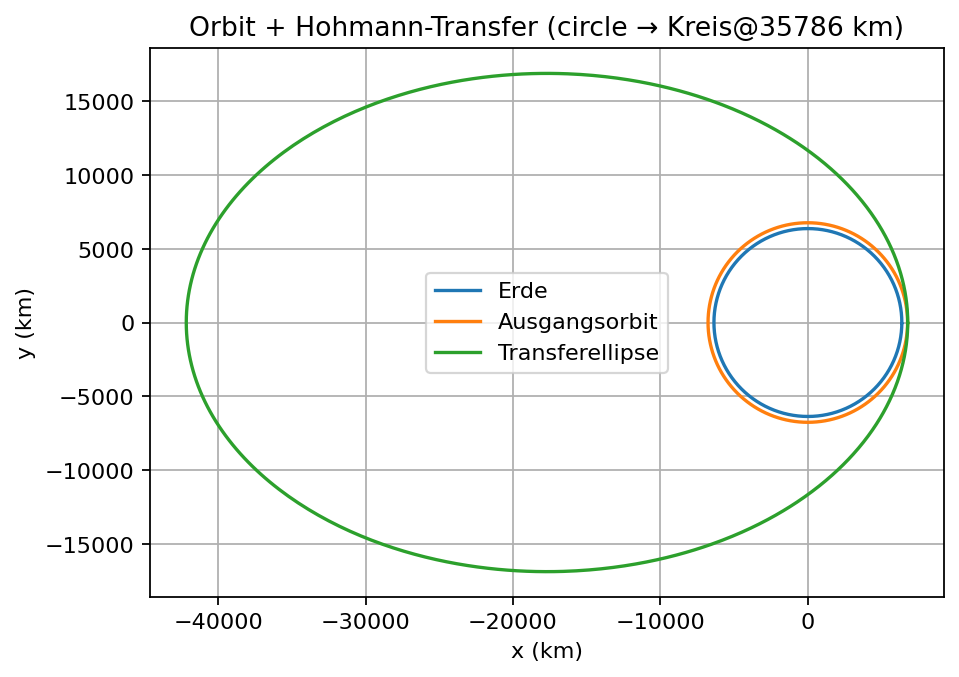 Orbit + Hohmann-Transfer (circle → Kreis@35786 km)
15000
10000
5000
0
−5000
−10000
−15000
y (km)
Erde
Ausgangsorbit
Transferellipse
−40000 −30000 −20000 −10000 0
x (km)